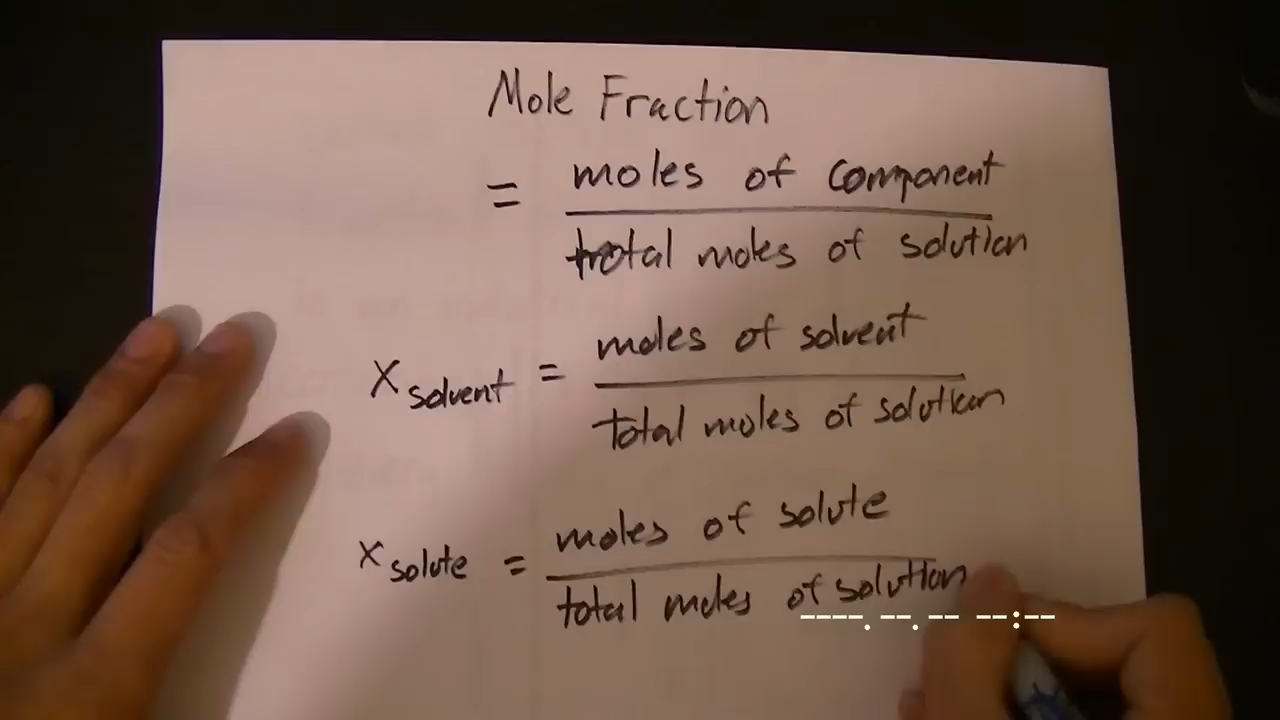 Mole Fraction
= moles of component
total moles of solution
X solvent = moles of solvent
total moles of solution
X solute = moles of solute
total moles of solution
----.--.-- --:--